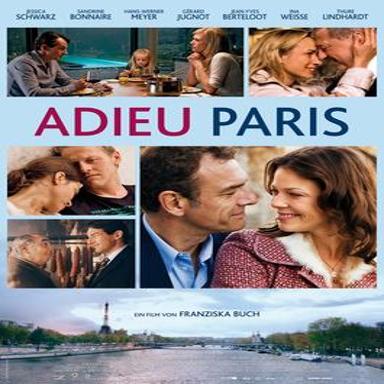 JESSICA SCHWARZ
SANDRINE BONNAIRE
HANS-WERNER MEYER
GÉRARD JUGNOT
JEAN-YVES BERTELOOT
INA WEISSE
THURE LINDHARDT
ADIEU PARIS
EIN FILM VON FRANZISKA BUCH